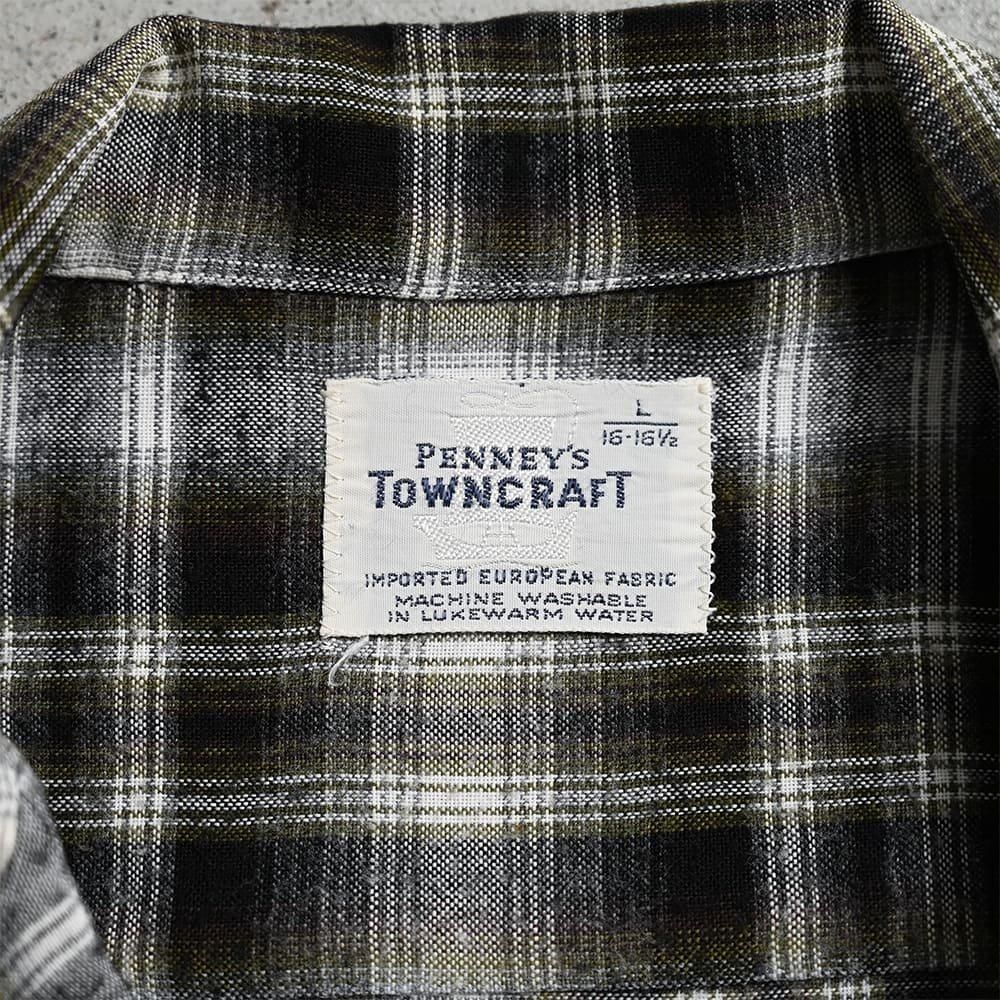 L
16-16½
PENNEY'S
TOWNCRAFT
IMPORTED EUROPEAN FABRIC
MACHINE WASHABLE
IN LUKEWARM WATER